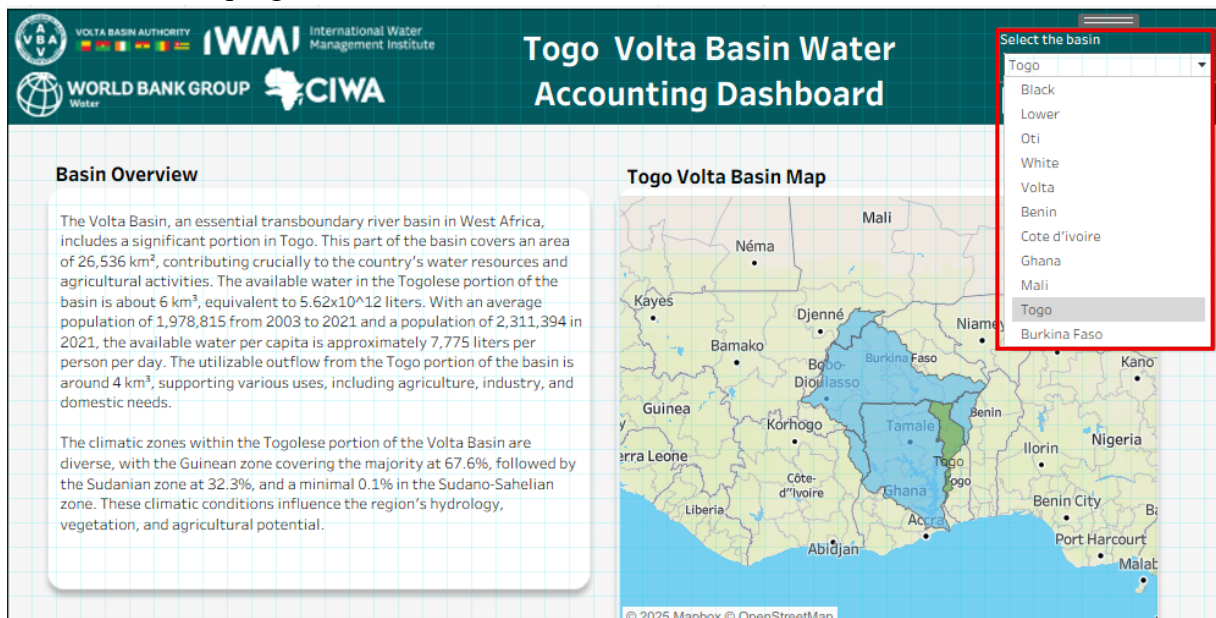 VOLTA BASIN AUTHORITY
VBA
IWMI
International Water
Management Institute
WORLD BANK GROUP
Water
CIWA
Togo Volta Basin Water
Accounting Dashboard
Select the basin
Togo
Black
Lower
Oti
White
Volta
Benin
Cote d'ivoire
Ghana
Mali
Togo
Burkina Faso
Basin Overview
The Volta Basin, an essential transboundary river basin in West Africa,
includes a significant portion in Togo. This part of the basin covers an area
of 26,536 km², contributing crucially to the country's water resources and
agricultural activities. The available water in the Togolese portion of the
basin is about 6 km³, equivalent to 5.62x10^12 liters. With an average
population of 1,978,815 from 2003 to 2021 and a population of 2,311,394 in
2021, the available water per capita is approximately 7,775 liters per
person per day. The utilizable outflow from the Togo portion of the basin is
around 4 km³, supporting various uses, including agriculture, industry, and
domestic needs.
The climatic zones within the Togolese portion of the Volta Basin are
diverse, with the Guinean zone covering the majority at 67.6%, followed by
the Sudanian zone at 32.3%, and a minimal 0.1% in the Sudano-Sahelian
zone. These climatic conditions influence the region's hydrology,
vegetation, and agricultural potential.
Togo Volta Basin Map
Mali
Néma
Kayes
Djenné
Niamey
Bamako
Burkina Faso
Kano
Bobo-
Dioulasso
Guinea
Benin
Korhogo
Tamale
Nigeria
Ilorin
erra Leone
Togo
ogo
Côte-
d''Ivoire
Ghana
Benin City
Liberia
Accra
Port Harcourt
Abidjan
Malab
© 2025 Mapbox © OpenStreetMap